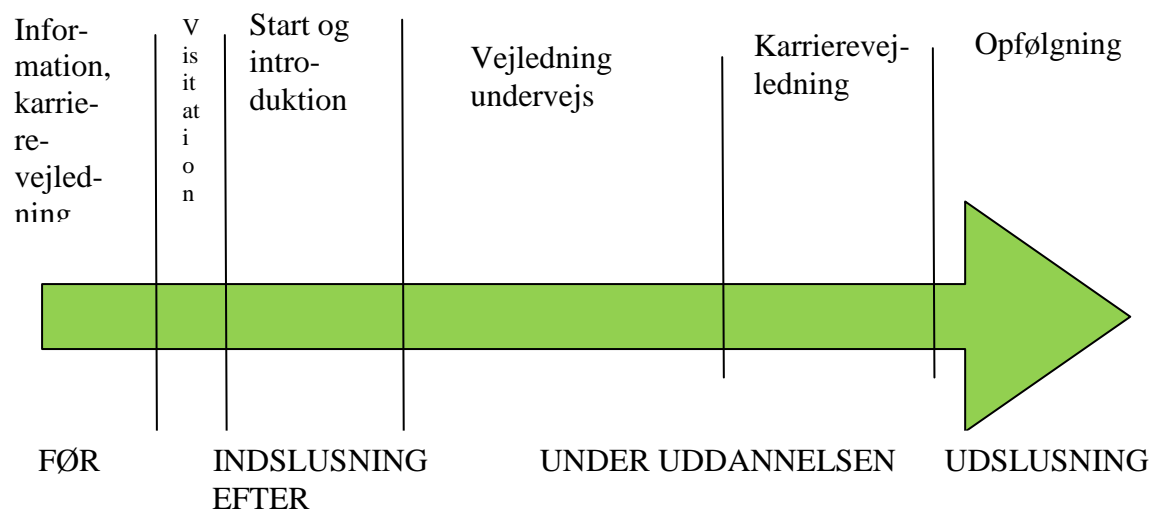 Infor-
mation,
karrie-
re-
vejled-
ning
V
is
it
at
i
o
n
Start og
intro-
duktion
Vejledning
undervejs
Karrierevej-
ledning
Opfølgning
FØR
INDSLUSNING
UNDER UDDANNELSEN
UDSLUSNING
EFTER